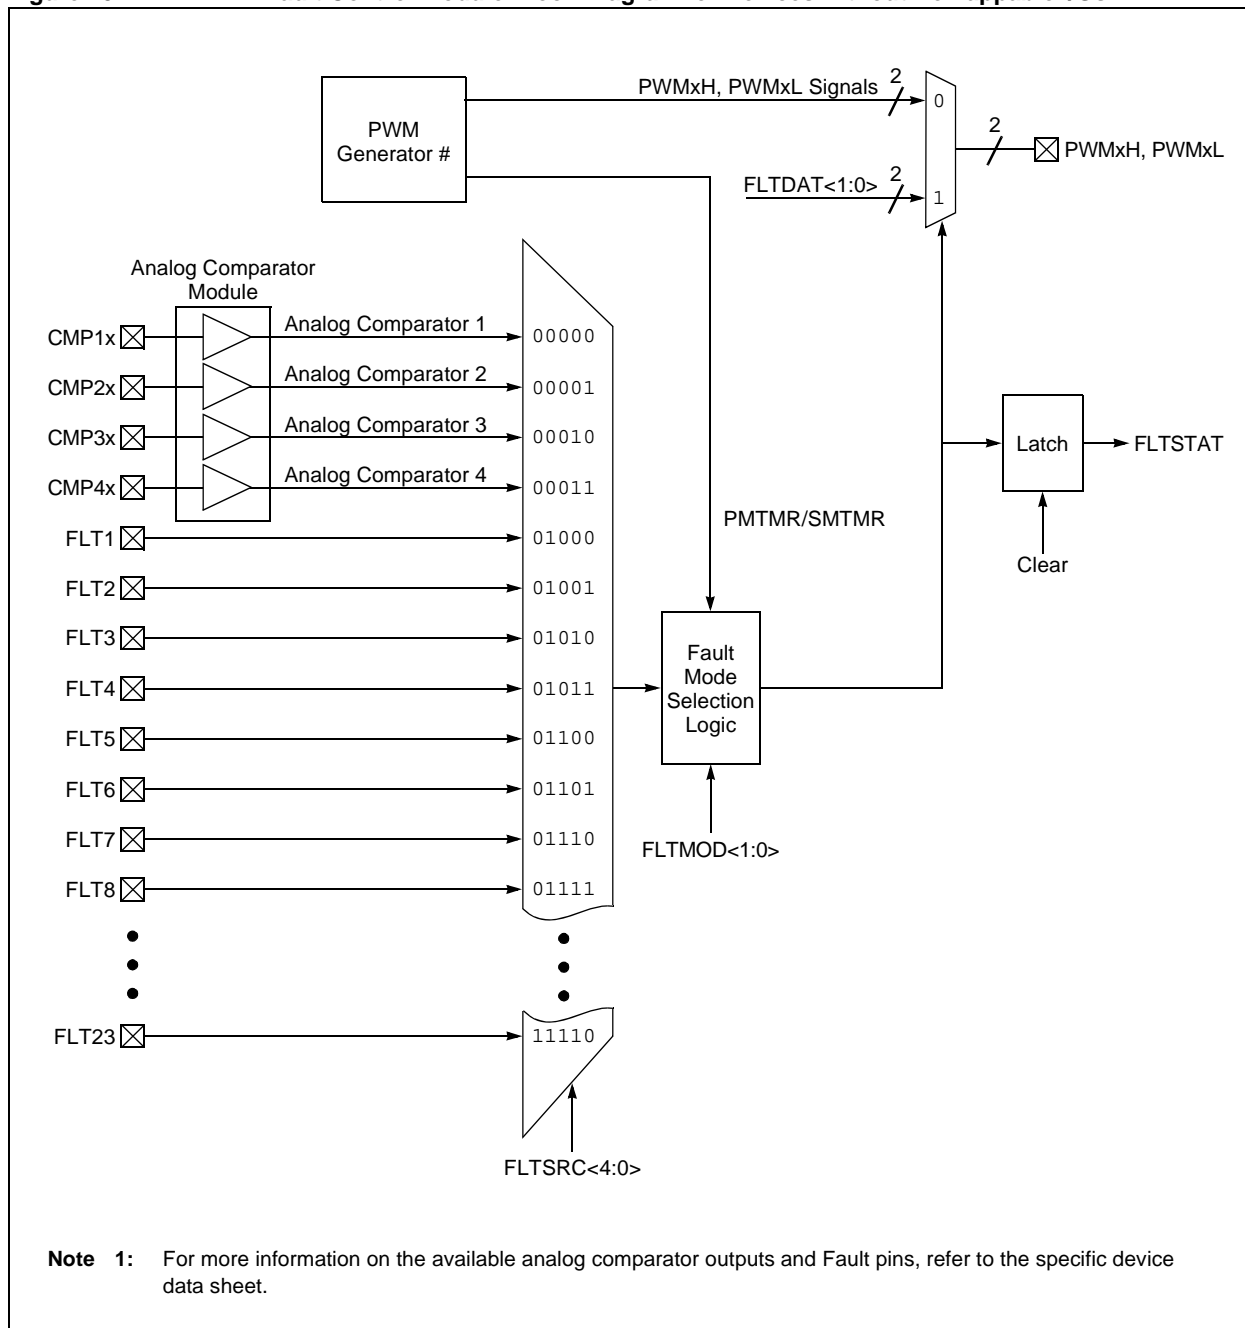 PWMxH, PWMxL Signals
2
0
PWM
Generator #
2
PWMxH, PWMxL
FLTDAT<1:0>
2
1
Analog Comparator
Module
CMP1x
Analog Comparator 1
00000
CMP2x
Analog Comparator 2
00001
CMP3x
Analog Comparator 3
00010
CMP4x
Analog Comparator 4
00011
Latch
FLTSTAT
Clear
PMTMR/SMTMR
FLT1
01000
FLT2
01001
FLT3
01010
FLT4
01011
FLT5
01100
FLT6
01101
FLT7
01110
FLT8
01111
Fault
Mode
Selection
Logic
FLTMOD<1:0>
FLT23
11110
FLTSRC<4:0>
Note 1: For more information on the available analog comparator outputs and Fault pins, refer to the specific device
data sheet.